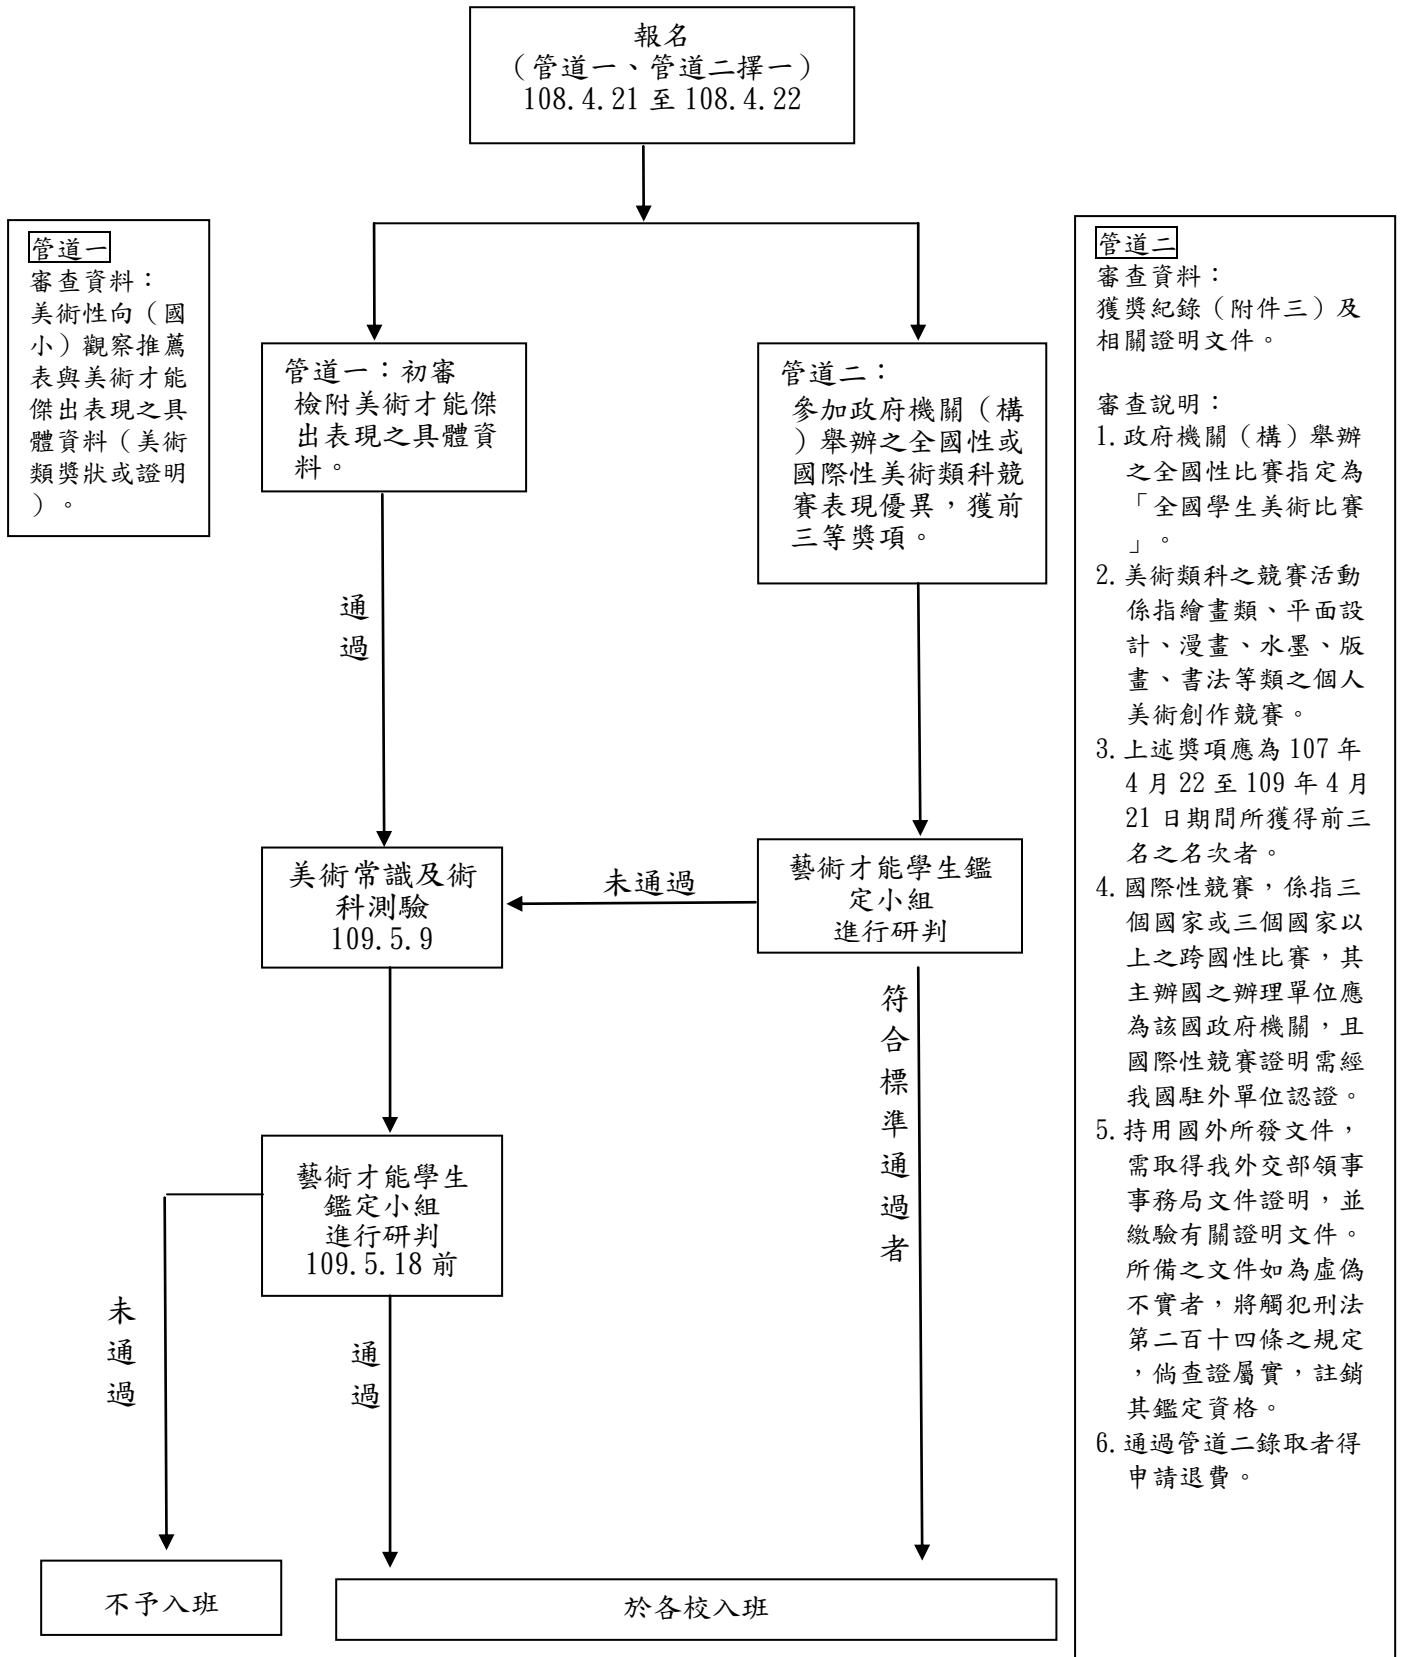 報名
（管道一、管道二擇一）
108.4.21 至 108.4.22
管道一
審查資料：
美術性向（國
小）觀察推薦
表與美術才能
傑出表現之具
體資料（美術
類獎狀或證明
）。
管道一：初審
檢附美術才能傑
出表現之具體資
料。
管道二：
參加政府機關（構
）舉辦之全國性或
國際性美術類科競
賽表現優異，獲前
三等獎項。
管道二
審查資料：
獲獎紀錄（附件三）及
相關證明文件。
審查說明：
1.政府機關（構）舉辦
之全國性比賽指定為
「全國學生美術比賽
」。
2.美術類科之競賽活動
係指繪畫類、平面設
計、漫畫、水墨、版
畫、書法等類之個人
美術創作競賽。
3.上述獎項應為 107 年
4 月 22 至 109 年 4 月
21 日期間所獲得前三
名之名次者。
4.國際性競賽，係指三
個國家或三個國家以
上之跨國性比賽，其
主辦國之辦理單位應
為該國政府機關，且
國際性競賽證明需經
我國駐外單位認證。
5.持用國外所發文件，
需取得我外交部領事
事務局文件證明，並
繳驗有關證明文件。
所備之文件如為虛偽
不實者，將觸犯刑法
第二百十四條之規定
，倘查證屬實，註銷
其鑑定資格。
6.通過管道二錄取者得
申請退費。
通過
美術常識及術
科測驗
109.5.9
未通過
藝術才能學生鑑
定小組
進行研判
符合標準通過者
藝術才能學生
鑑定小組
進行研判
109.5.18 前
未通過
通過
不予入班
於各校入班